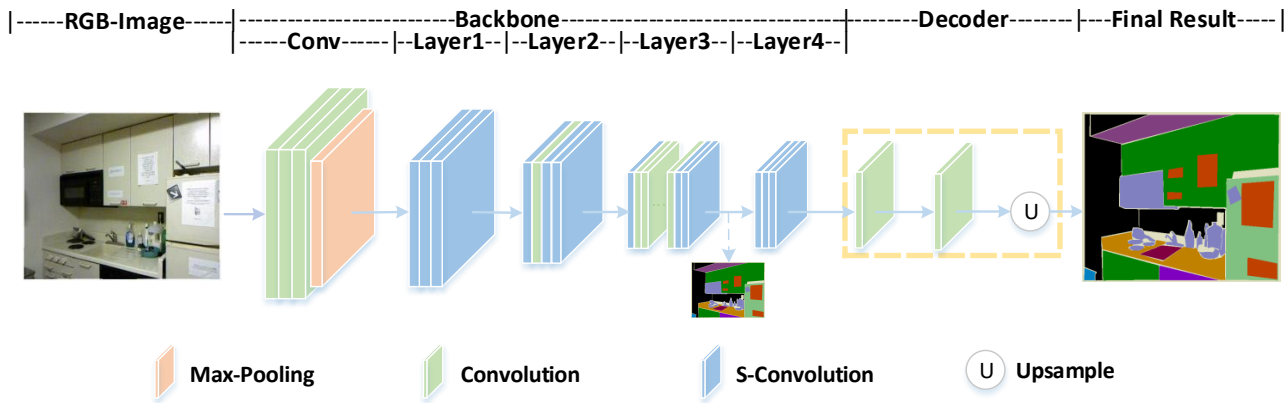 |------RGB-Image------|-----------------------Backbone---------------------------|-------Decoder-------|----Final Result-----|
|------Conv------|--Layer1---|--Layer2---|--Layer3---|--Layer4---|
U
Max-Pooling
Convolution
S-Convolution
U
Upsample